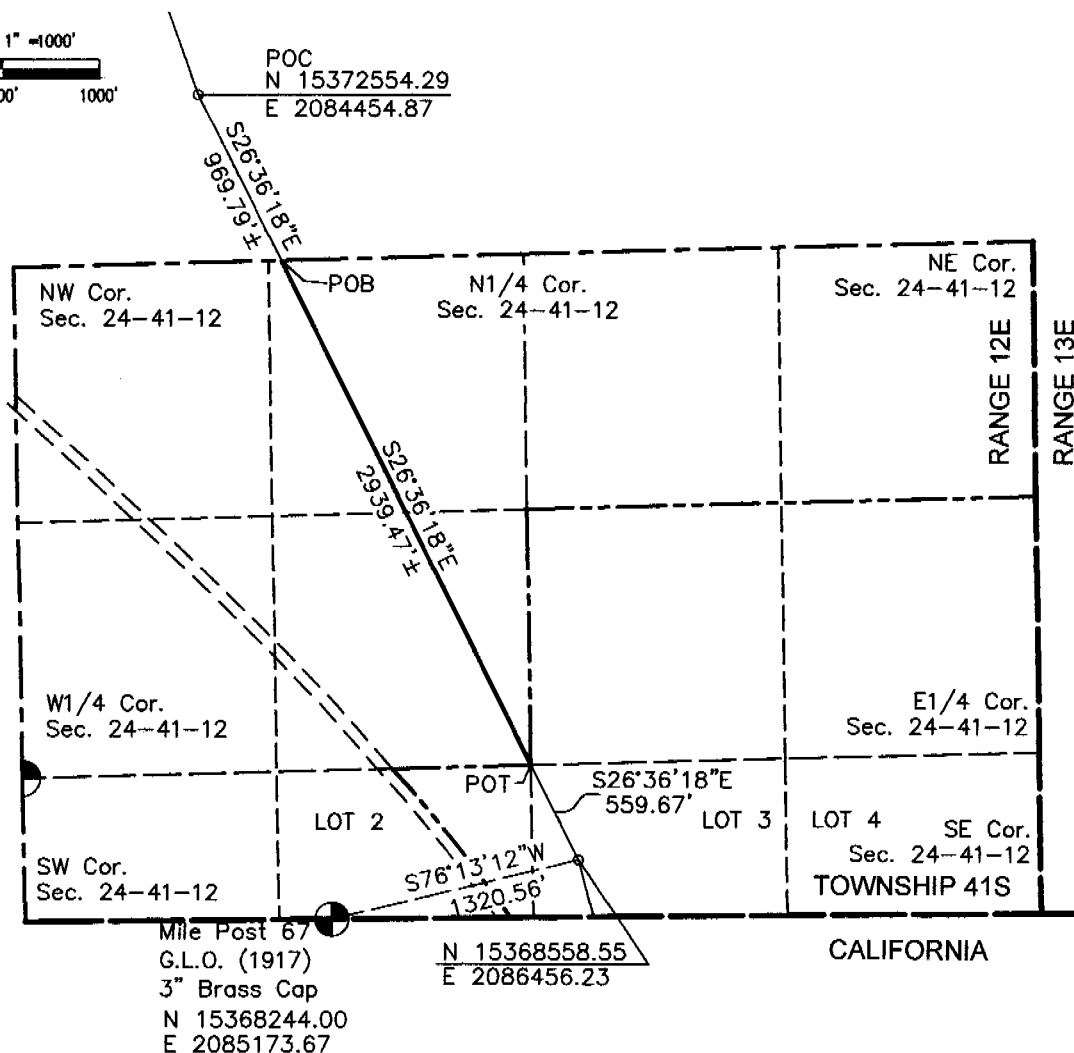 1" =1000'
1000'
POC
N 15372554.29
E 2084454.87
S26°36'18"E
969.79'±
POB
NW Cor.
Sec. 24-41-12
N1/4 Cor.
Sec. 24-41-12
NE Cor.
Sec. 24-41-12
RANGE 12E
RANGE 13E
S26°36'18"E
2939.47'±
W1/4 Cor.
Sec. 24-41-12
E1/4 Cor.
Sec. 24-41-12
POT
S26°36'18"E
559.67'
LOT 2
LOT 3
LOT 4
SW Cor.
Sec. 24-41-12
SE Cor.
Sec. 24-41-12
S76°13'12"W
1320.56'
TOWNSHIP 41S
CALIFORNIA
Mile Post 67
G.L.O. (1917)
3" Brass Cap
N 15368244.00
E 2085173.67
N 15368558.55
E 2086456.23